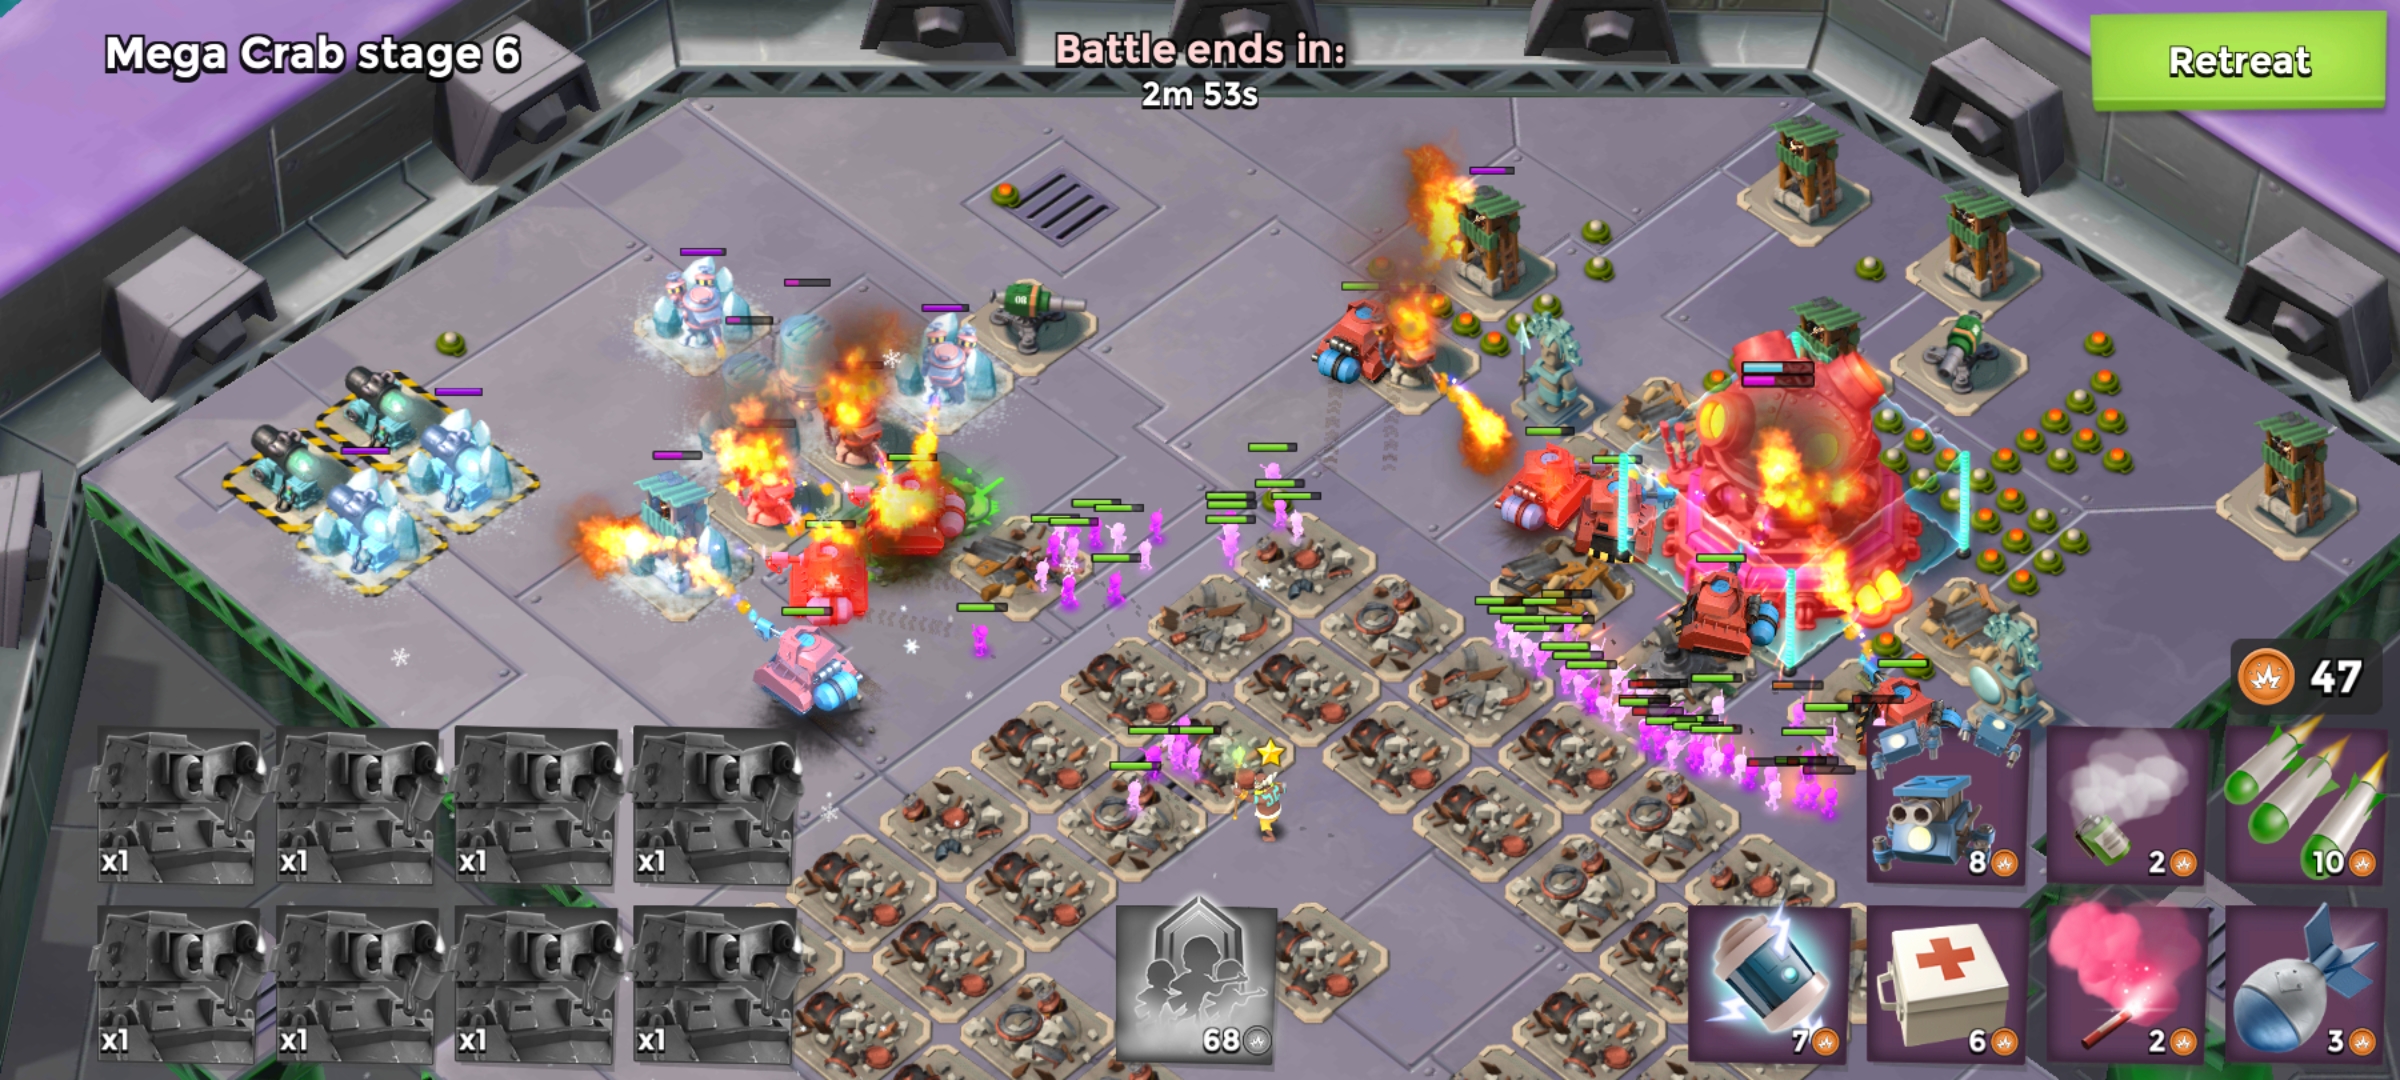 Mega Crab stage 6
Battle ends in:
2m 53s
Retreat
47
x1
x1
x1
x1
8
2
10
x1
x1
x1
x1
68
7
6
2
3